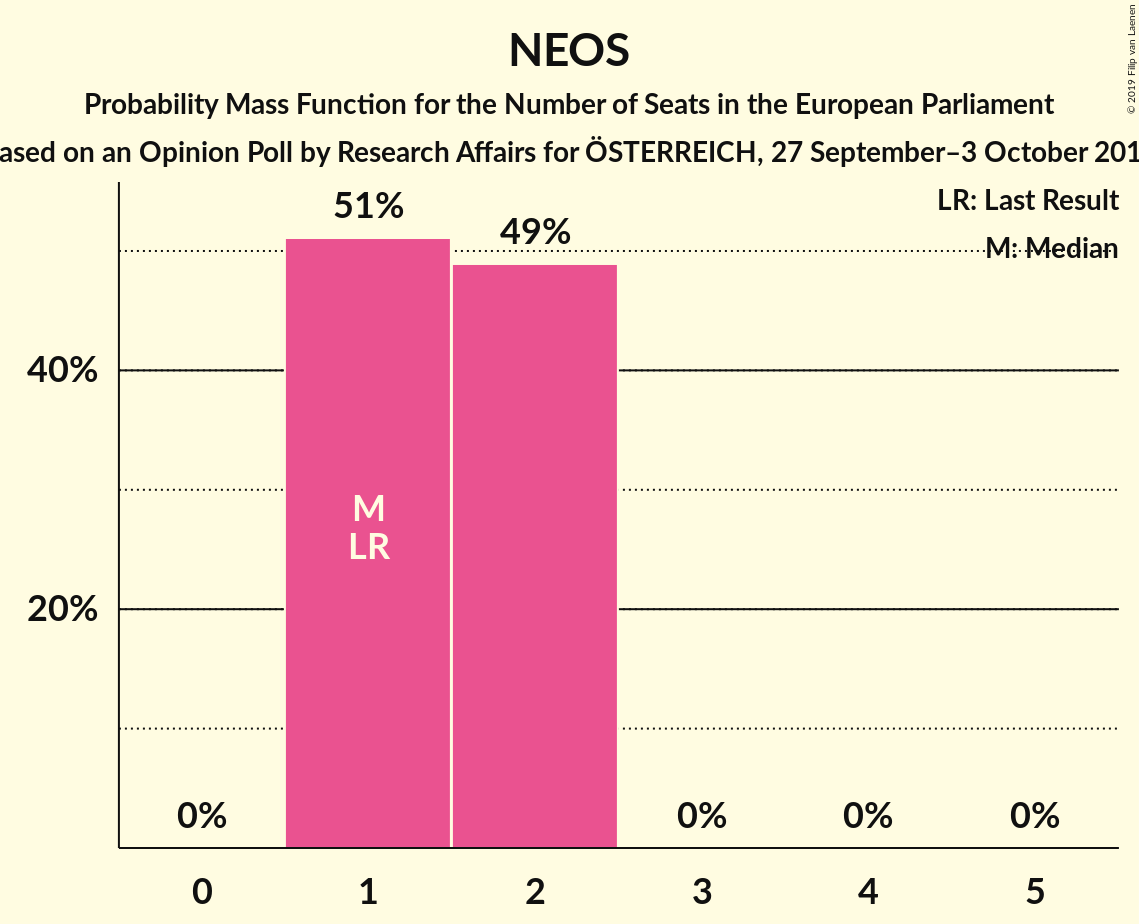 NEOS
Probability Mass Function for the Number of Seats in the European Parliament
ased on an Opinion Poll by Research Affairs for ÖSTERREICH, 27 September–3 October 201
© 2019 Filip van Laenen
LR: Last Result
M: Median
51%
49%
40%
20%
M
LR
0%
0%
0%
0%
0
1
2
3
4
5